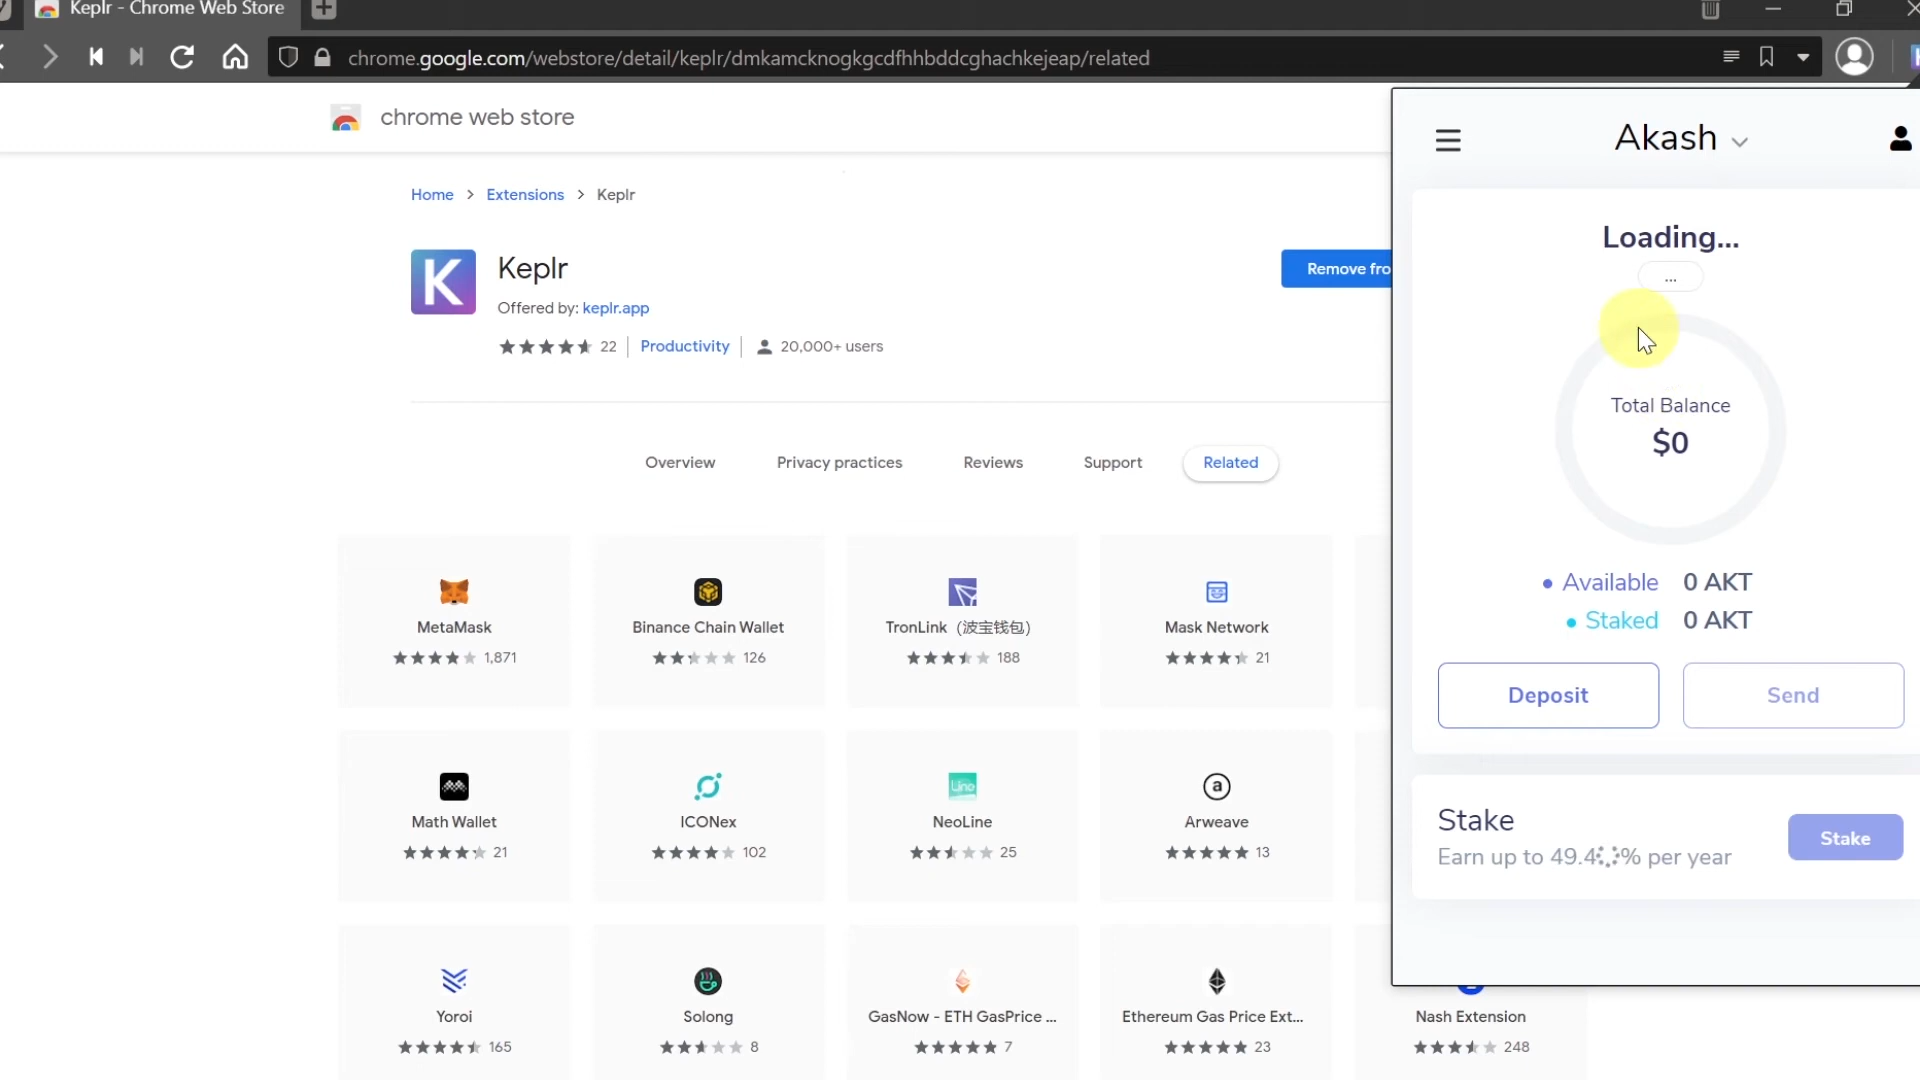 Keplr - Chrome Web Store
chrome.google.com/webstore/detail/keplr/dmkamcknogkgcdfhhbddcghachkejeap/related
chrome web store
Home > Extensions > Keplr
Keplr
Offered by: keplr.app
22 Productivity 20,000+ users
Remove fro
Overview Privacy practices Reviews Support Related
MetaMask
1,871
Binance Chain Wallet
126
TronLink（波宝钱包）
188
Mask Network
21
Math Wallet
21
ICONex
102
Lino
NeoLine
25
a
Arweave
13
Yoroi
165
Solong
8
GasNow - ETH GasPrice ...
7
Ethereum Gas Price Ext...
23
Nash Extension
248
Akash
Loading...
...
Total Balance
$0
Available 0 AKT
Staked 0 AKT
Deposit Send
Stake
Earn up to 49.4% per year
Stake